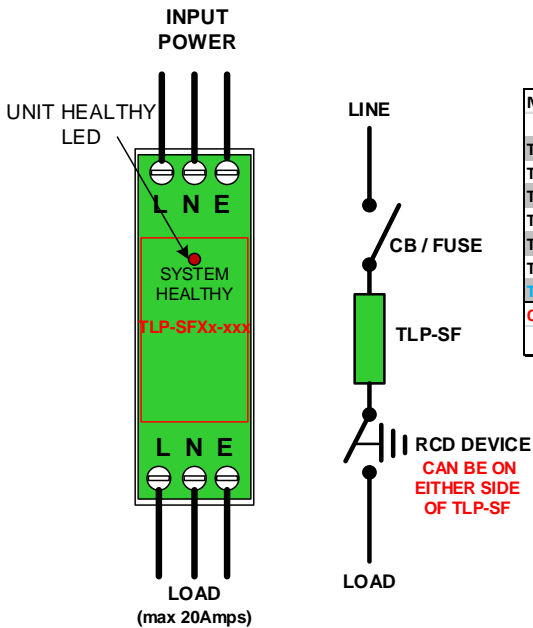 INPUT
POWER
UNIT HEALTHY
LED
L N E
SYSTEM
HEALTHY
TLP-SFXx-xxx
L N E
LOAD
(max 20Amps)
LINE
CB / FUSE
TLP-SF
RCD DEVICE
CAN BE ON
EITHER SIDE
OF TLP-SF
LOAD